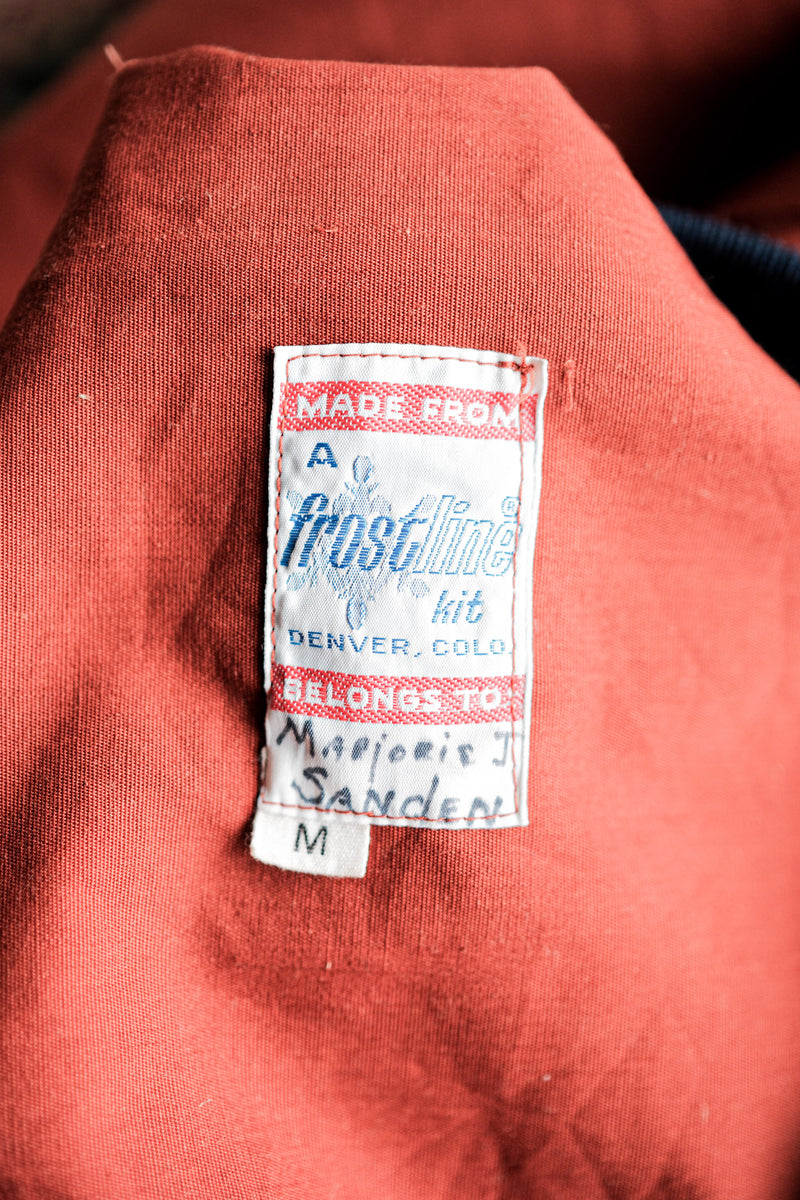 MADE FROM
A
frostline®
kit
DENVER, COLO.
BELONGS TO:
Marjorie J
Sanden
M